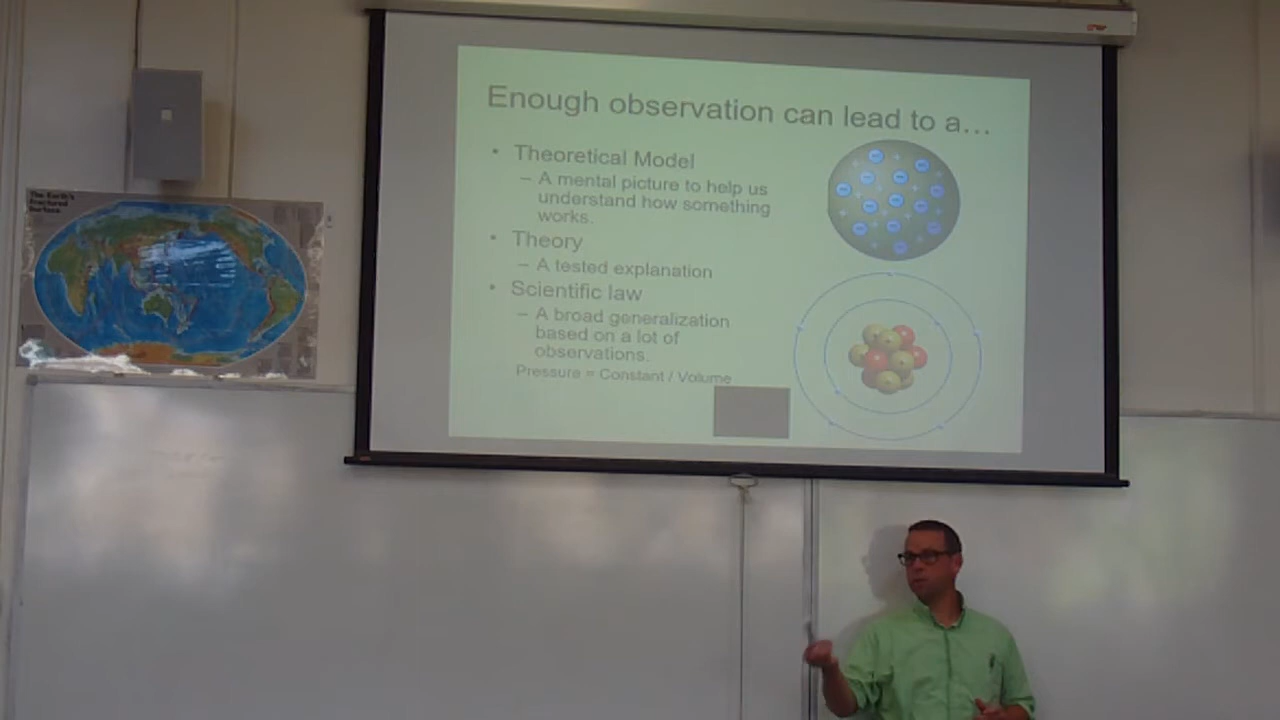 The Earth's
Fractured
Surface
Enough observation can lead to a…
• Theoretical Model
– A mental picture to help us
understand how something
works.
• Theory
– A tested explanation
• Scientific law
– A broad generalization
based on a lot of
observations.
Pressure = Constant / Volume